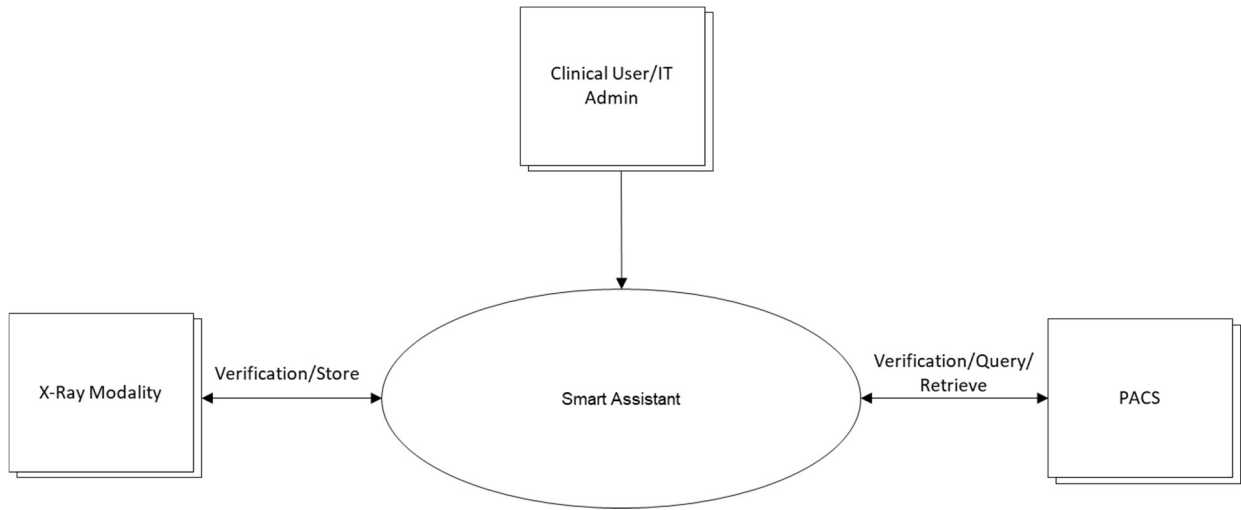 Clinical User/IT
Admin
X-Ray Modality
Verification/Store
Smart Assistant
Verification/Query/
Retrieve
PACS